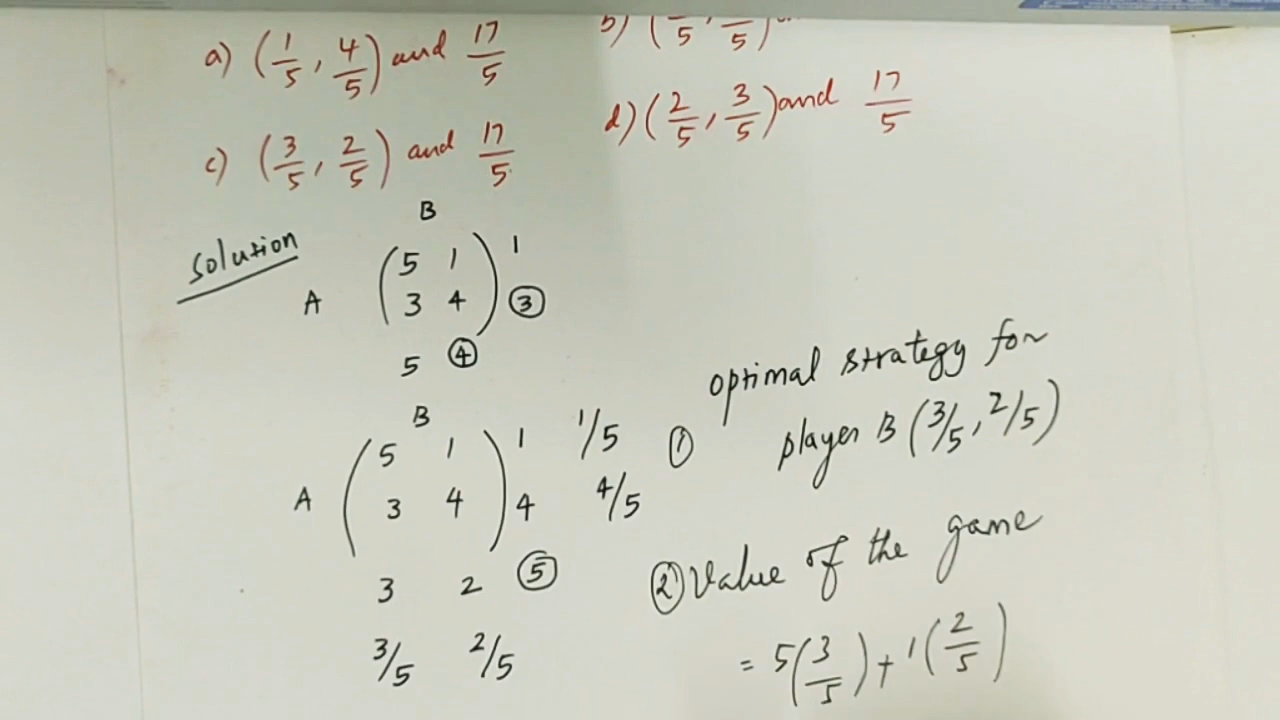 a) (1/5, 4/5) and 17/5
b) ( /5, /5)
c) (3/5, 2/5) and 17/5
d) (2/5, 3/5) and 17/5
Solution
B
5 1 1
A
3 4 3
5 4
B
5 1 1 1/5
A
3 4 4 4/5
3 2 5
3/5 2/5
① optimal strategy for
player B (3/5, 2/5)
② Value of the game
= 5(3/5) + 1(2/5)